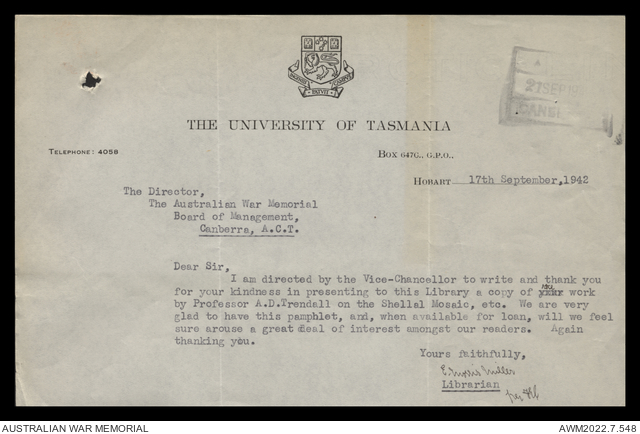 THE UNIVERSITY OF TASMANIA
21 SEP
TELEPHONE: 4058
BOX 647C., G.P.O.,
HOBART 17th September, 1942
The Director,
The Australian War Memorial
Board of Management,
Canberra, A.C.T.
Dear Sir,
I am directed by the Vice-Chancellor to write and thank you
for your kindness in presenting to this Library a copy of work
by Professor A.D.Trendall on the Shellal Mosaic, etc. We are very
glad to have this pamphlet, and, when available for loan, will we feel
sure arouse a great deal of interest amongst our readers. Again
thanking you.
Yours faithfully,
E. Morris Miller
Librarian
AUSTRALIAN WAR MEMORIAL
AWM2022.7.548